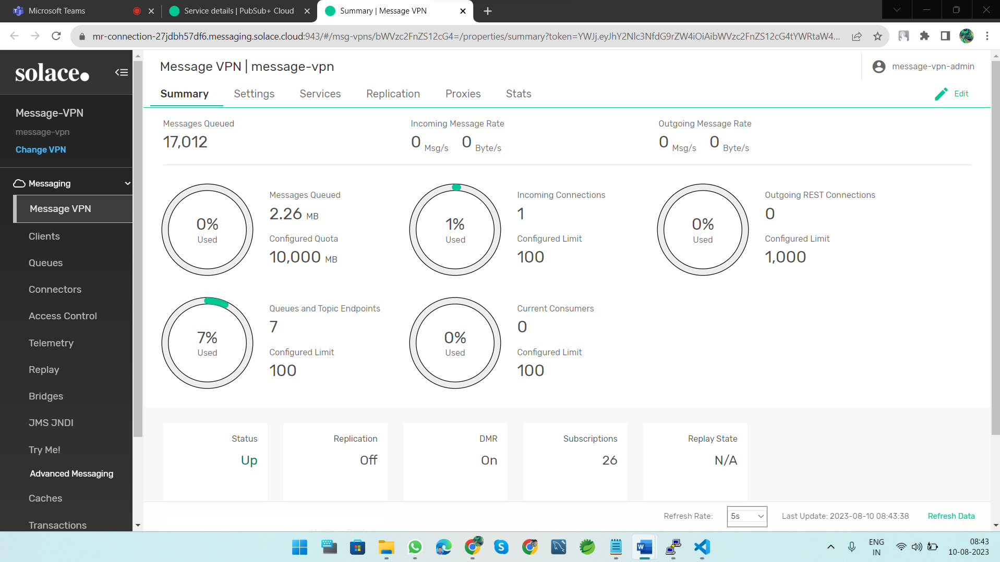 Microsoft Teams
Service details | PubSub+ Cloud
Summary | Message VPN
mr-connection-27jdbh57df6.messaging.solace.cloud:943/#/msg-vpns/bWVzc2FnZS12cG4=/properties/summary?token=YWJj.eyJhY2Nlc3NfdG9rZW4iOiAibWVzc2FnZS12cG4tYWRtaW4...
solace.
Message VPN | message-vpn
message-vpn-admin
Summary
Settings
Services
Replication
Proxies
Stats
Edit
Message-VPN
message-vpn
Change VPN
Messaging
Message VPN
Clients
Queues
Connectors
Access Control
Telemetry
Replay
Bridges
JMS JNDI
Try Me!
Advanced Messaging
Caches
Transactions
Messages Queued
17,012
Incoming Message Rate
0 Msg/s 0 Byte/s
Outgoing Message Rate
0 Msg/s 0 Byte/s
0%
Used
Messages Queued
2.26 MB
Configured Quota
10,000 MB
1%
Used
Incoming Connections
1
Configured Limit
100
0%
Used
Outgoing REST Connections
0
Configured Limit
1,000
7%
Used
Queues and Topic Endpoints
7
Configured Limit
100
0%
Used
Current Consumers
0
Configured Limit
100
Status
Up
Replication
Off
DMR
On
Subscriptions
26
Replay State
N/A
Refresh Rate:
5s
Last Update: 2023-08-10 08:43:38
Refresh Data
ENG
IN
08:43
10-08-2023